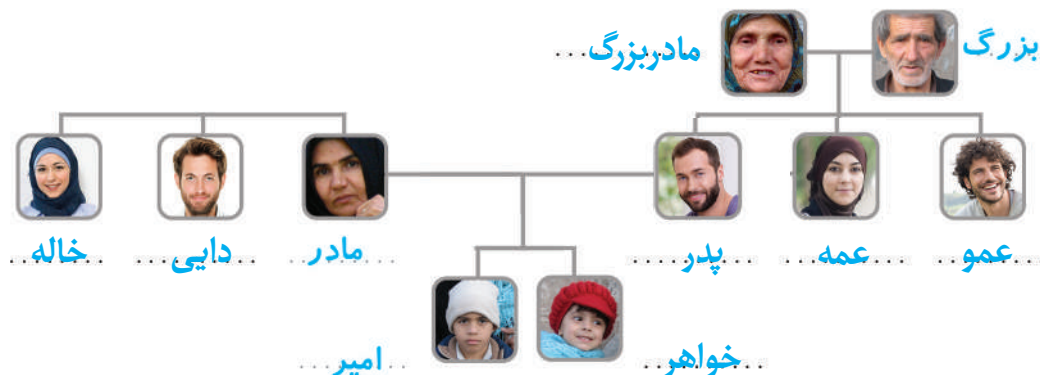 بزرگ
مادربزرگ
عمو
عمه
پدر
مادر
دایی
خاله
خواهر
امیر